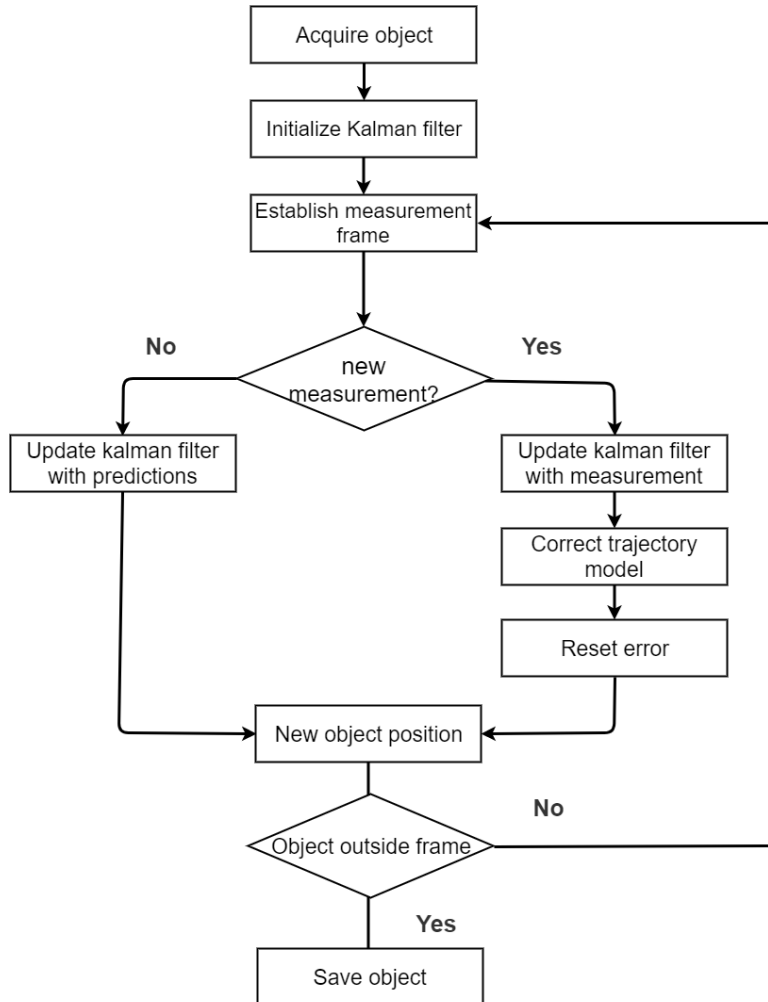 Acquire object
Initialize Kalman filter
Establish measurement
frame
No
Yes
new
measurement?
Update kalman filter
with predictions
Update kalman filter
with measurement
Correct trajectory
model
Reset error
New object position
No
Object outside frame
Yes
Save object